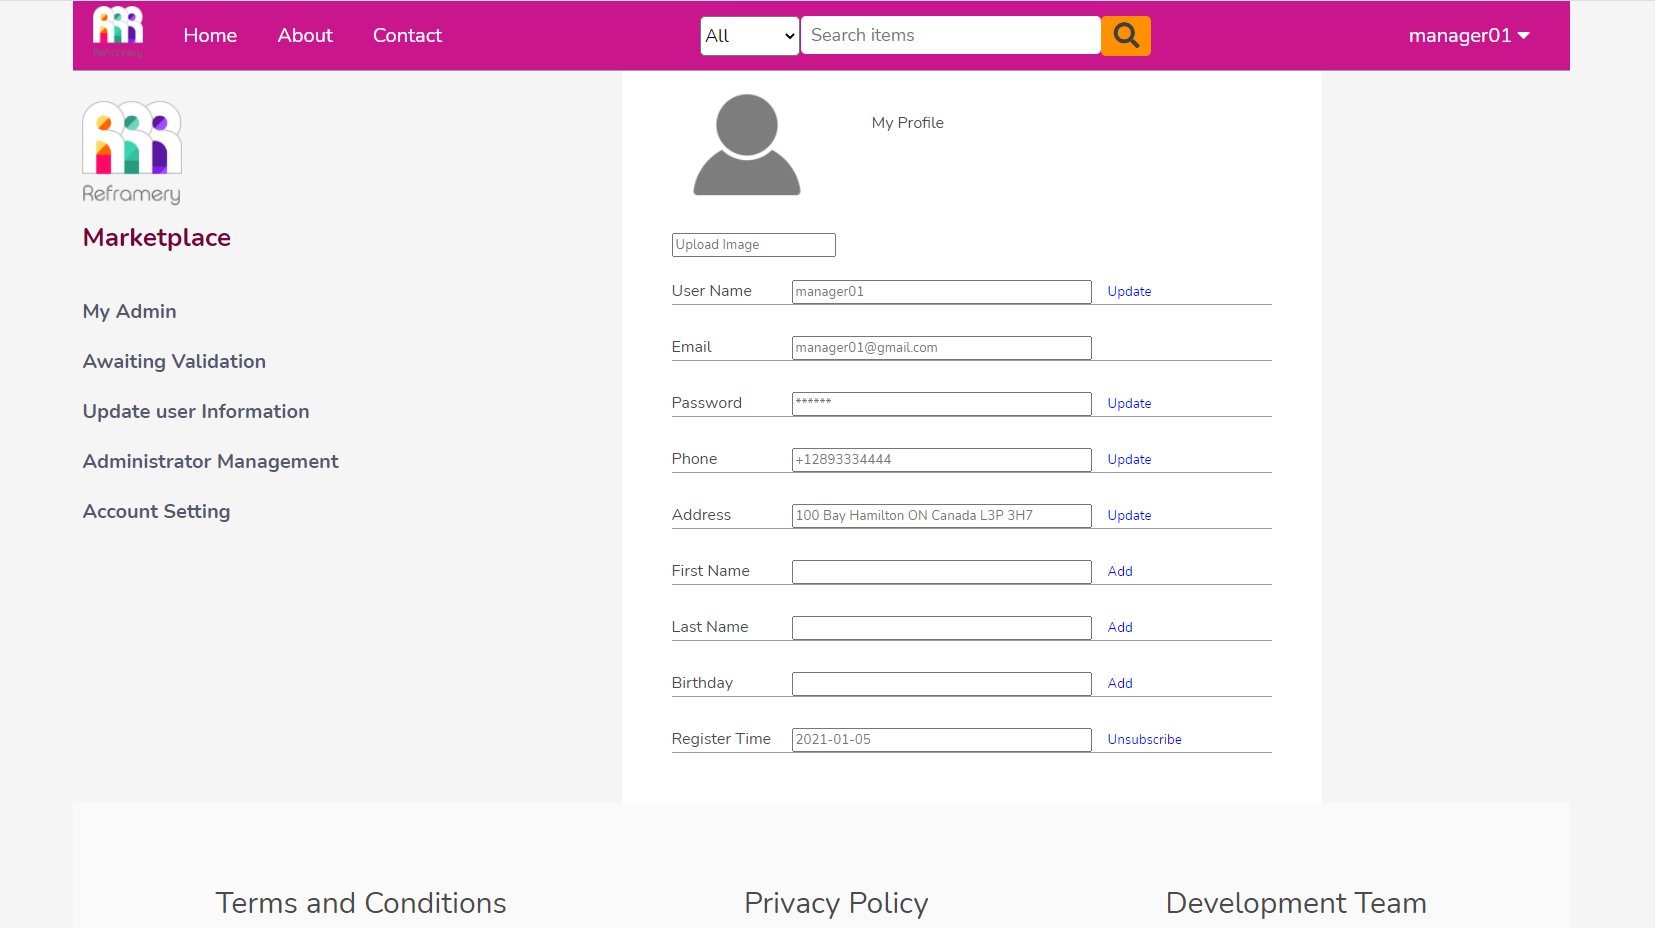 Reframery
Home About Contact All Search items manager01
Reframery
Marketplace
My Admin
Awaiting Validation
Update user Information
Administrator Management
Account Setting
My Profile
Upload Image
User Name manager01 Update
Email manager01@gmail.com
Password ****** Update
Phone +12893334444 Update
Address 100 Bay Hamilton ON Canada L3P 3H7 Update
First Name Add
Last Name Add
Birthday Add
Register Time 2021-01-05 Unsubscribe
Terms and Conditions Privacy Policy Development Team